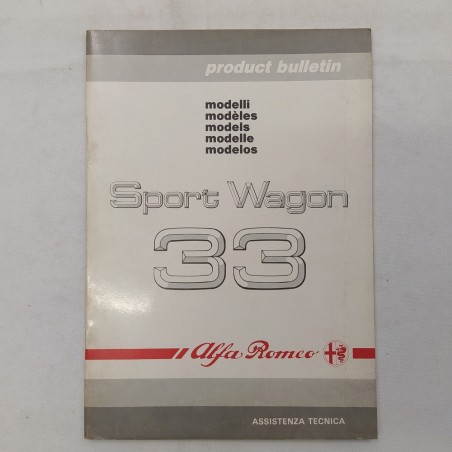 product bulletin
modelli
modèles
models
modelle
modelos
Sport Wagon
33
Alfa Romeo
ASSISTENZA TECNICA